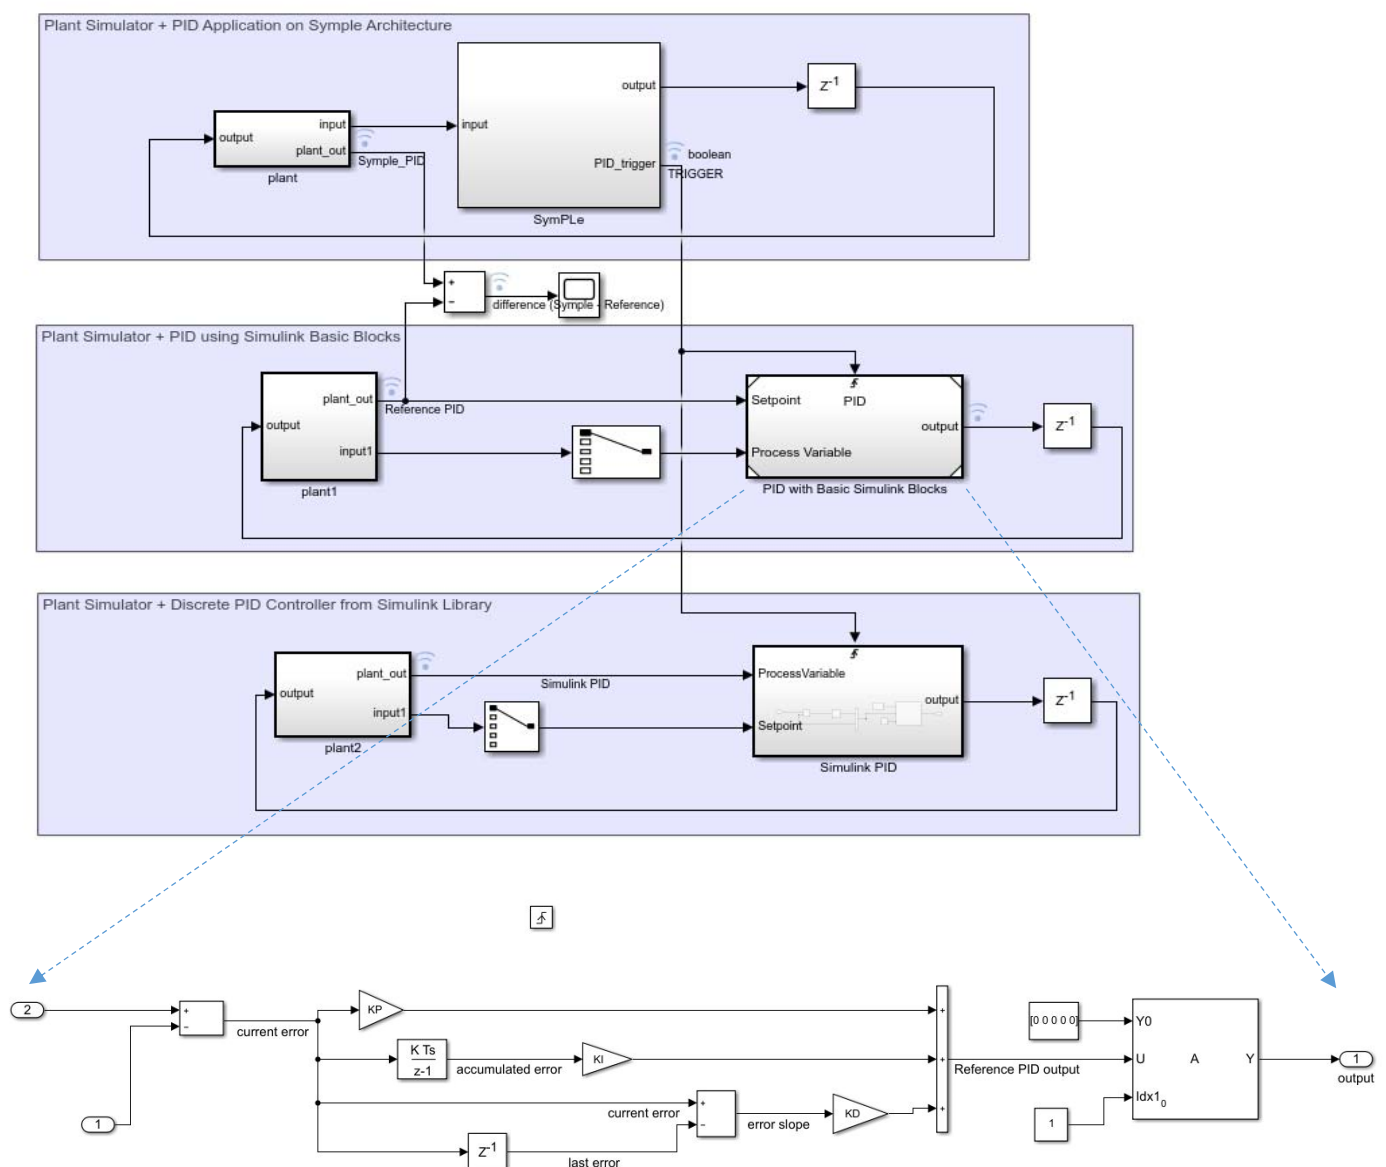 Plant Simulator + PID Application on Symple Architecture
output
input
plant_out
plant
Symple_PID
input
output
PID_trigger
SymPLe
boolean
TRIGGER
Z-1
+
−
difference (Symple - Reference)
Plant Simulator + PID using Simulink Basic Blocks
output
plant_out
input1
plant1
Reference PID
Setpoint
PID
Process Variable
output
PID with Basic Simulink Blocks
Z-1
Plant Simulator + Discrete PID Controller from Simulink Library
output
plant_out
input1
plant2
Simulink PID
ProcessVariable
Setpoint
output
Simulink PID
Z-1
2
1
+
−
current error
KP
K Ts
z-1
accumulated error
KI
current error
Z-1
last error
+
−
error slope
KD
+
+
+
Reference PID output
[0 0 0 0 0]
1
Y0
U
A
Y
Idx10
1
output